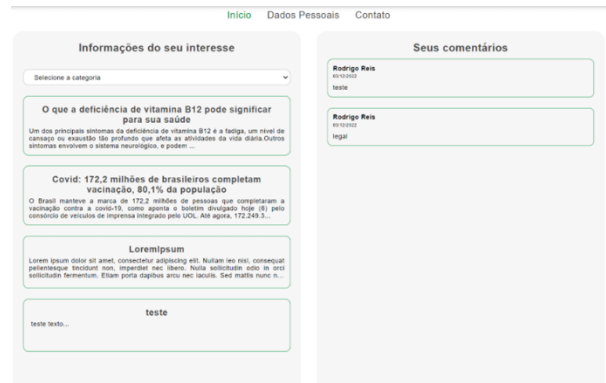 Início Dados Pessoais Contato
Informações do seu interesse
Selecione a categoria
O que a deficiência de vitamina B12 pode significar
para sua saúde
Um dos principais sintomas da deficiência de vitamina B12 é a fadiga, um nível de
cansaço ou exaustão tão profundo que afeta as atividades da vida diária.Outros
sintomas envolvem o sistema neurológico, e podem ...
Covid: 172,2 milhões de brasileiros completam
vacinação, 80,1% da população
O Brasil manteve a marca de 172,2 milhões de pessoas que completaram a
vacinação contra a covid-19, como aponta o boletim divulgado hoje (6) pelo
consórcio de veículos de imprensa integrado pelo UOL. Até agora, 172.249.3...
LoremIpsum
Lorem ipsum dolor sit amet, consectetur adipiscing elit. Nullam leo nisl, consequat
pellentesque tincidunt non, imperdiet nec libero. Nulla sollicitudin odio in orci
sollicitudin fermentum. Etiam porta dapibus arcu nec iaculis. Sed mattis nunc n...
teste
teste texto...
Seus comentários
Rodrigo Reis
teste
Rodrigo Reis
legal